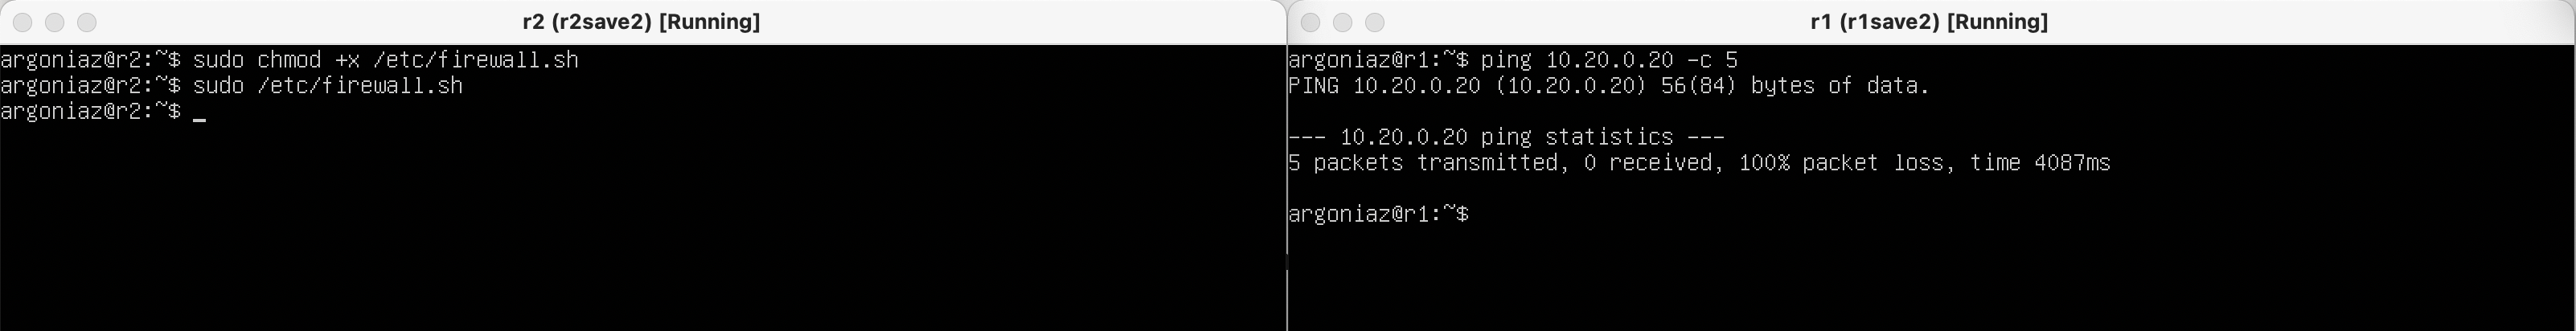 r2 (r2save2) [Running]
argoniaz@r2:~$ sudo chmod +x /etc/firewall.sh
argoniaz@r2:~$ sudo /etc/firewall.sh
argoniaz@r2:~$ _
r1 (r1save2) [Running]
argoniaz@r1:~$ ping 10.20.0.20 -c 5
PING 10.20.0.20 (10.20.0.20) 56(84) bytes of data.
--- 10.20.0.20 ping statistics ---
5 packets transmitted, 0 received, 100% packet loss, time 4087ms
argoniaz@r1:~$